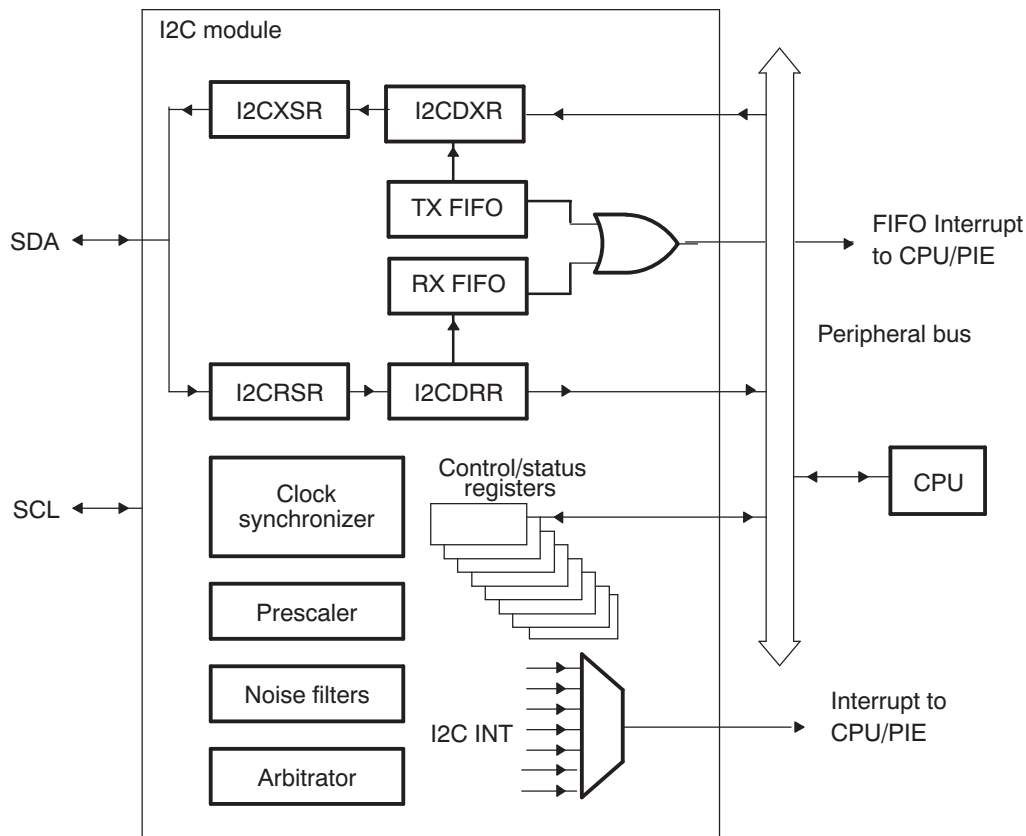 I2C module
I2CXSR
I2CDXR
TX FIFO
SDA
FIFO Interrupt
to CPU/PIE
RX FIFO
Peripheral bus
I2CRSR
I2CDRR
Control/status
registers
Clock
synchronizer
SCL
CPU
Prescaler
Noise filters
I2C INT
Interrupt to
CPU/PIE
Arbitrator